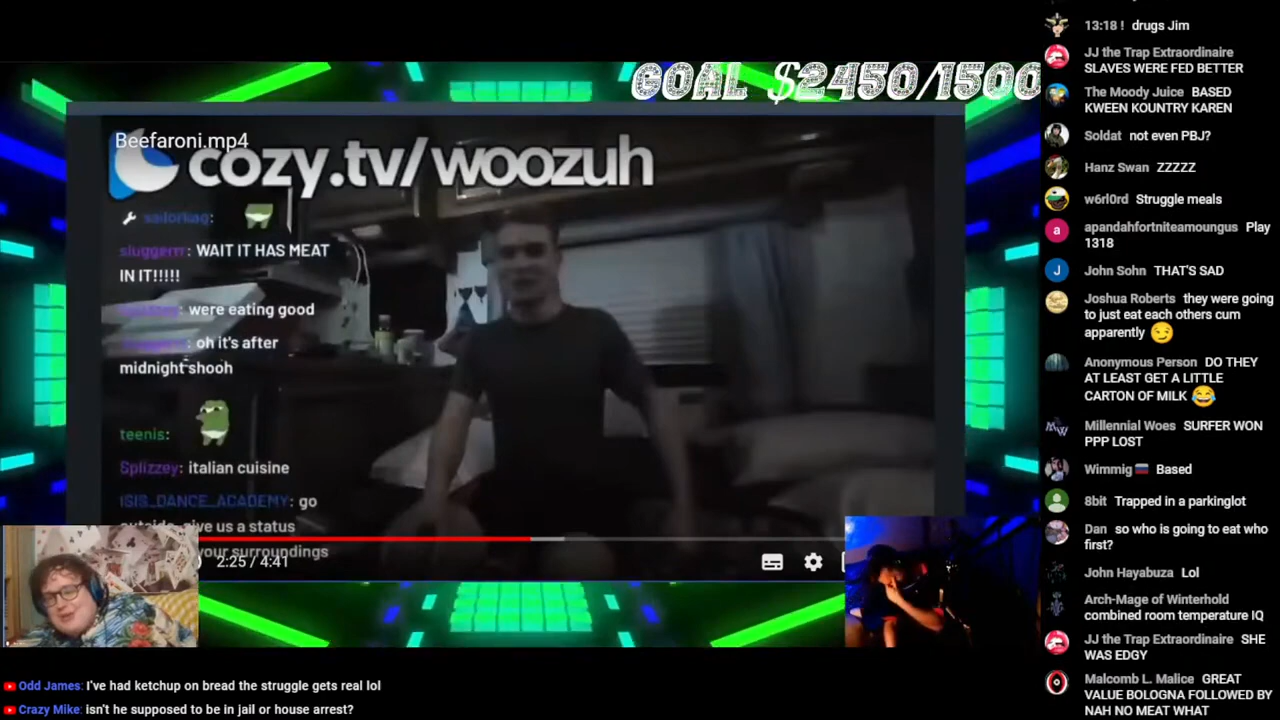 GOAL $2450/1500
Beefaroni.mp4
cozy.tv/woozuh
sailorkag:
sluggerrr: WAIT IT HAS MEAT
IN IT!!!!!
were eating good
oh it's after
midnight shooh
teenis:
Splizzey: italian cuisine
ISIS_DANCE_ACADEMY: go
outside, give us a status
your surroundings
2:25 / 4:41
Odd James: I've had ketchup on bread the struggle gets real lol
Crazy Mike: isn't he supposed to be in jail or house arrest?
13:18 ! drugs Jim
JJ the Trap Extraordinaire
SLAVES WERE FED BETTER
The Moody Juice BASED
KWEEN KOUNTRY KAREN
Soldat not even PBJ?
Hanz Swan ZZZZZ
w6rl0rd Struggle meals
apandahfortniteamoungus Play
1318
John Sohn THAT'S SAD
Joshua Roberts they were going
to just eat each others cum
apparently 😏
Anonymous Person DO THEY
AT LEAST GET A LITTLE
CARTON OF MILK 😂
Millennial Woes SURFER WON
PPP LOST
Wimmig🇷🇺 Based
8bit Trapped in a parkinglot
Dan so who is going to eat who
first?
John Hayabuza Lol
Arch-Mage of Winterhold
combined room temperature IQ
JJ the Trap Extraordinaire SHE
WAS EDGY
Malcomb L. Malice GREAT
VALUE BOLOGNA FOLLOWED BY
NAH NO MEAT WHAT